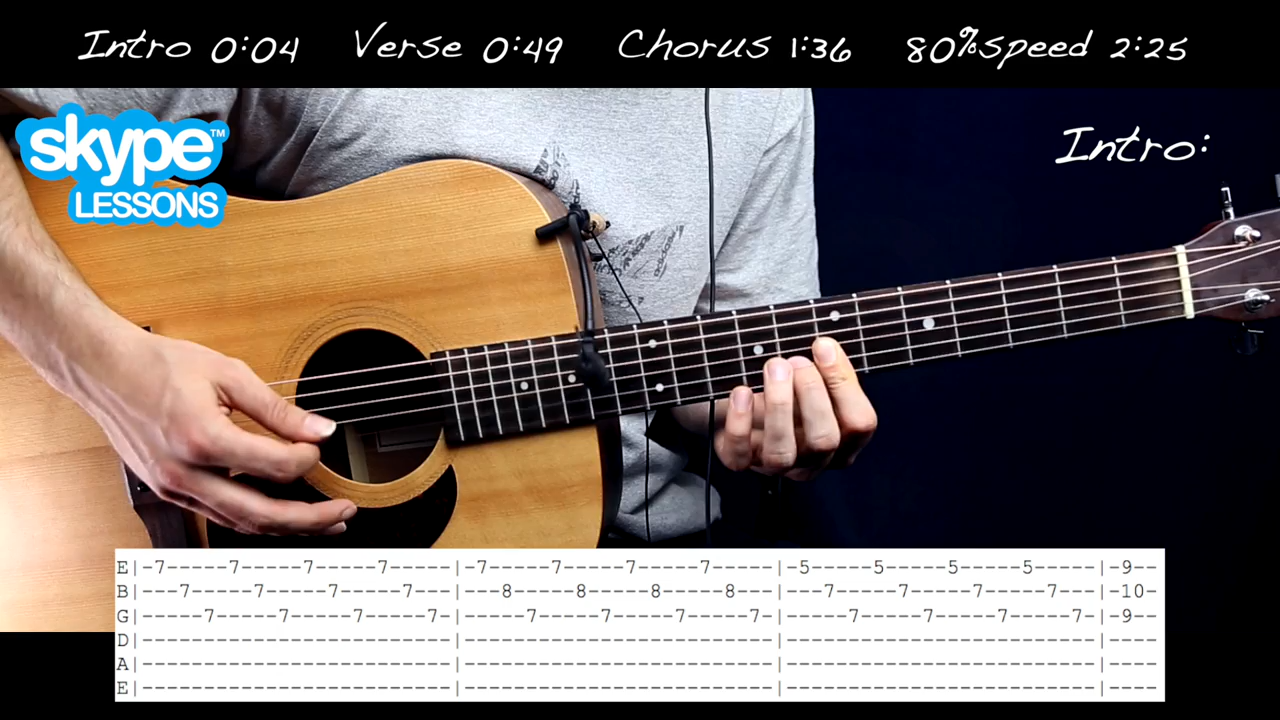 Intro 0:04 Verse 0:49 Chorus 1:36 80%speed 2:25
skype™
LESSONS
Intro:
E|-7-----7-----7-----7-----|-7-----7-----7-----7-----|-5-----5-----5-----5-----|-9--
B|---7-----7-----7-----7---|---8-----8-----8-----8---|---7-----7-----7-----7---|-10-
G|-----7-----7-----7-----7-|-----7-----7-----7-----7-|-----7-----7-----7-----7-|-9--
D|-------------------------|-------------------------|-------------------------|----
A|-------------------------|-------------------------|-------------------------|----
E|-------------------------|-------------------------|-------------------------|----